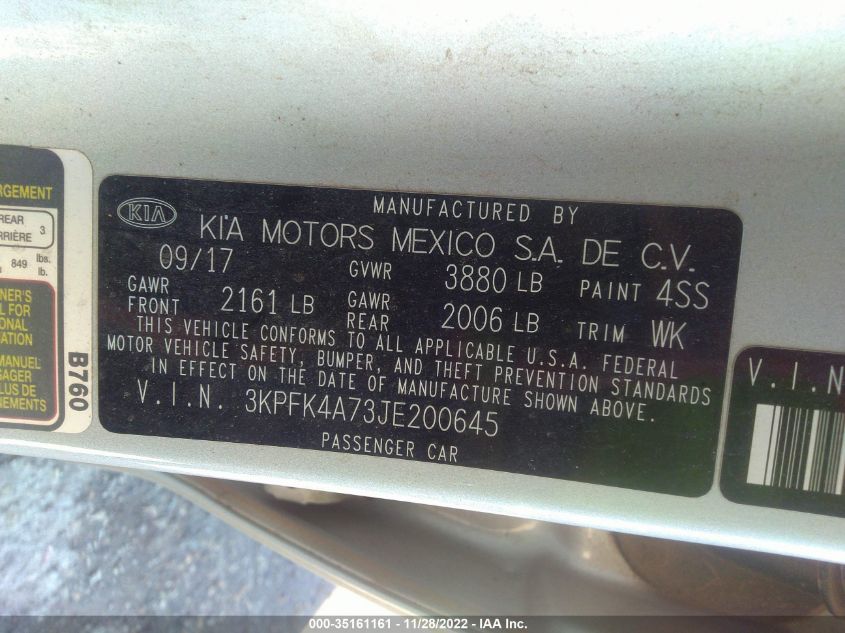 RGEMENT
REAR
RRIÈRE 3
849 lbs.
lb.
NER'S
L FOR
ONAL
ATION
MANUEL
SAGER
LUS DE
NEMENTS
B760
MANUFACTURED BY
KIA KIA MOTORS MEXICO S.A. DE C.V.
09/17 GVWR 3880 LB PAINT 4SS
GAWR FRONT 2161 LB GAWR REAR 2006 LB TRIM WK
THIS VEHICLE CONFORMS TO ALL APPLICABLE U.S.A. FEDERAL
MOTOR VEHICLE SAFETY, BUMPER, AND THEFT PREVENTION STANDARDS
IN EFFECT ON THE DATE OF MANUFACTURE SHOWN ABOVE.
V.I.N. 3KPFK4A73JE200645
PASSENGER CAR
V.I.N
000-35161161 - 11/28/2022 - IAA Inc.